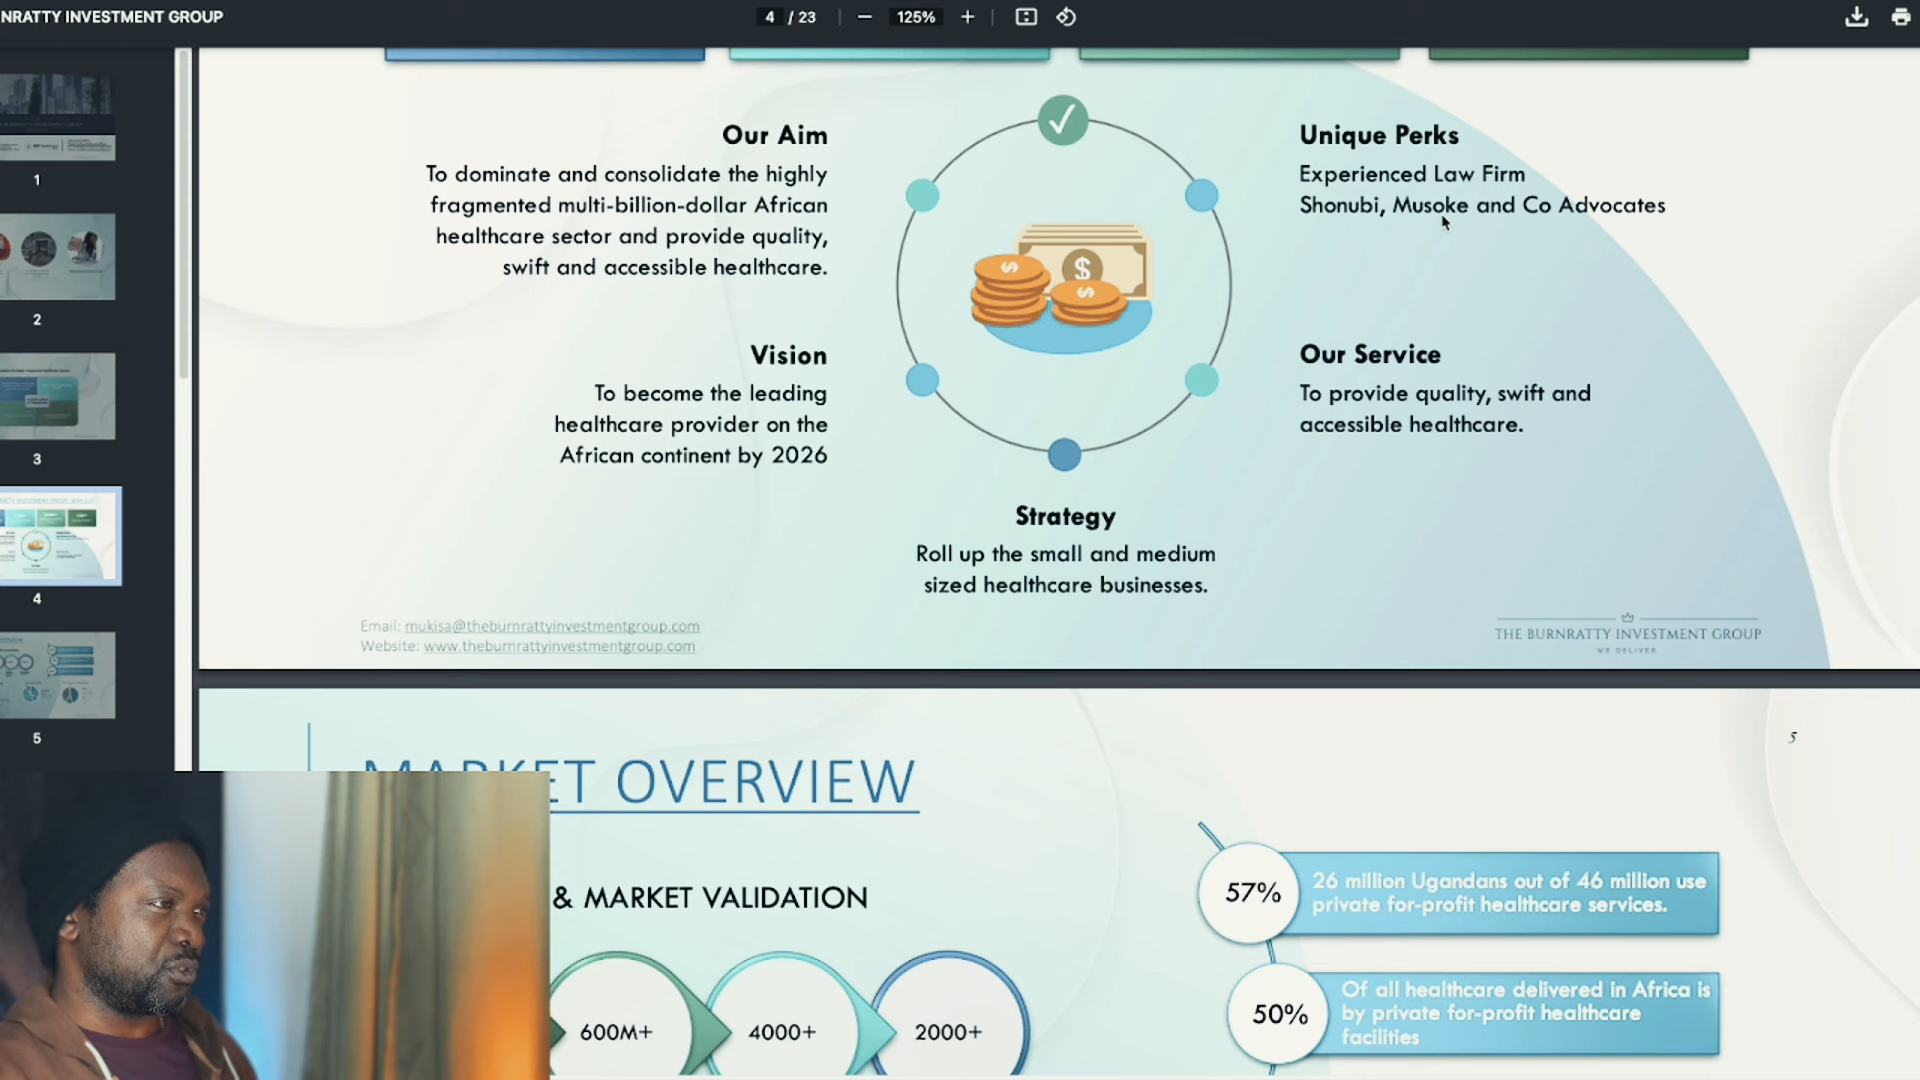 NRATTY INVESTMENT GROUP
4 / 23
125%
Our Aim
To dominate and consolidate the highly
fragmented multi-billion-dollar African
healthcare sector and provide quality,
swift and accessible healthcare.
Unique Perks
Experienced Law Firm
Shonubi, Musoke and Co Advocates
Vision
To become the leading
healthcare provider on the
African continent by 2026
Our Service
To provide quality, swift and
accessible healthcare.
Strategy
Roll up the small and medium
sized healthcare businesses.
Email: mukisa@theburnrattyinvestmentgroup.com
Website: www.theburnrattyinvestmentgroup.com
THE BURNRATTY INVESTMENT GROUP
WE DELIVER
1
2
3
4
5
5
MARKET OVERVIEW
& MARKET VALIDATION
600M+
4000+
2000+
57%
26 million Ugandans out of 46 million use
private for-profit healthcare services.
50%
Of all healthcare delivered in Africa is
by private for-profit healthcare
facilities